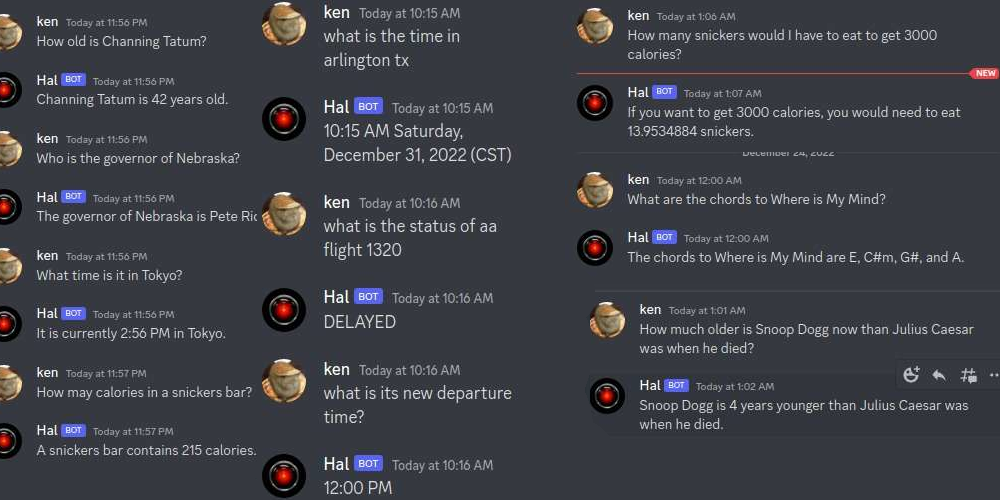 ken Today at 11:56 PM
How old is Channing Tatum?
Hal BOT Today at 11:56 PM
Channing Tatum is 42 years old.
ken Today at 11:56 PM
Who is the governor of Nebraska?
Hal BOT Today at 11:56 PM
The governor of Nebraska is Pete Ric
ken Today at 11:56 PM
What time is it in Tokyo?
Hal BOT Today at 11:56 PM
It is currently 2:56 PM in Tokyo.
ken Today at 11:57 PM
How may calories in a snickers bar?
Hal BOT Today at 11:57 PM
A snickers bar contains 215 calories.
ken Today at 10:15 AM
what is the time in
arlington tx
Hal BOT Today at 10:15 AM
10:15 AM Saturday,
December 31, 2022 (CST)
ken Today at 10:16 AM
what is the status of aa
flight 1320
Hal BOT Today at 10:16 AM
DELAYED
ken Today at 10:16 AM
what is its new departure
time?
Hal BOT Today at 10:16 AM
12:00 PM
ken Today at 1:06 AM
How many snickers would I have to eat to get 3000
calories?
NEW
Hal BOT Today at 1:07 AM
If you want to get 3000 calories, you would need to eat
13.9534884 snickers.
December 24, 2022
ken Today at 12:00 AM
What are the chords to Where is My Mind?
Hal BOT Today at 12:00 AM
The chords to Where is My Mind are E, C#m, G#, and A.
ken Today at 1:01 AM
How much older is Snoop Dogg now than Julius Caesar
was when he died?
Hal BOT Today at 1:02 AM
Snoop Dogg is 4 years younger than Julius Caesar was
when he died.